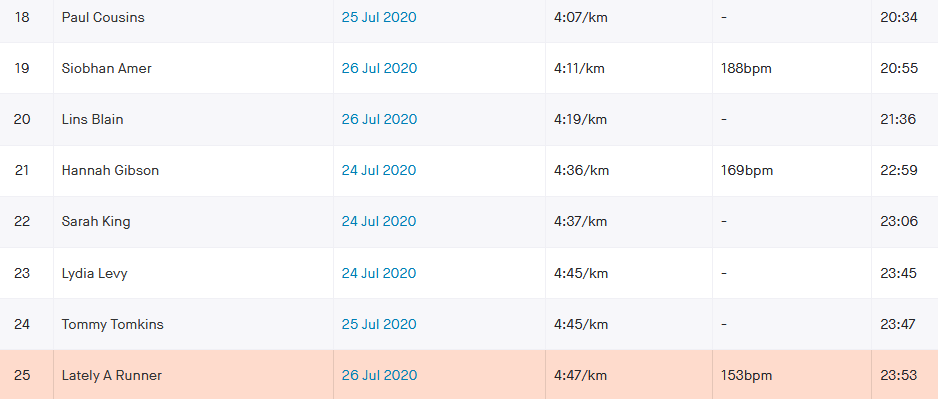 18 Paul Cousins 25 Jul 2020 4:07/km - 20:34
19 Siobhan Amer 26 Jul 2020 4:11/km 188bpm 20:55
20 Lins Blain 26 Jul 2020 4:19/km - 21:36
21 Hannah Gibson 24 Jul 2020 4:36/km 169bpm 22:59
22 Sarah King 24 Jul 2020 4:37/km - 23:06
23 Lydia Levy 24 Jul 2020 4:45/km - 23:45
24 Tommy Tomkins 25 Jul 2020 4:45/km - 23:47
25 Lately A Runner 26 Jul 2020 4:47/km 153bpm 23:53